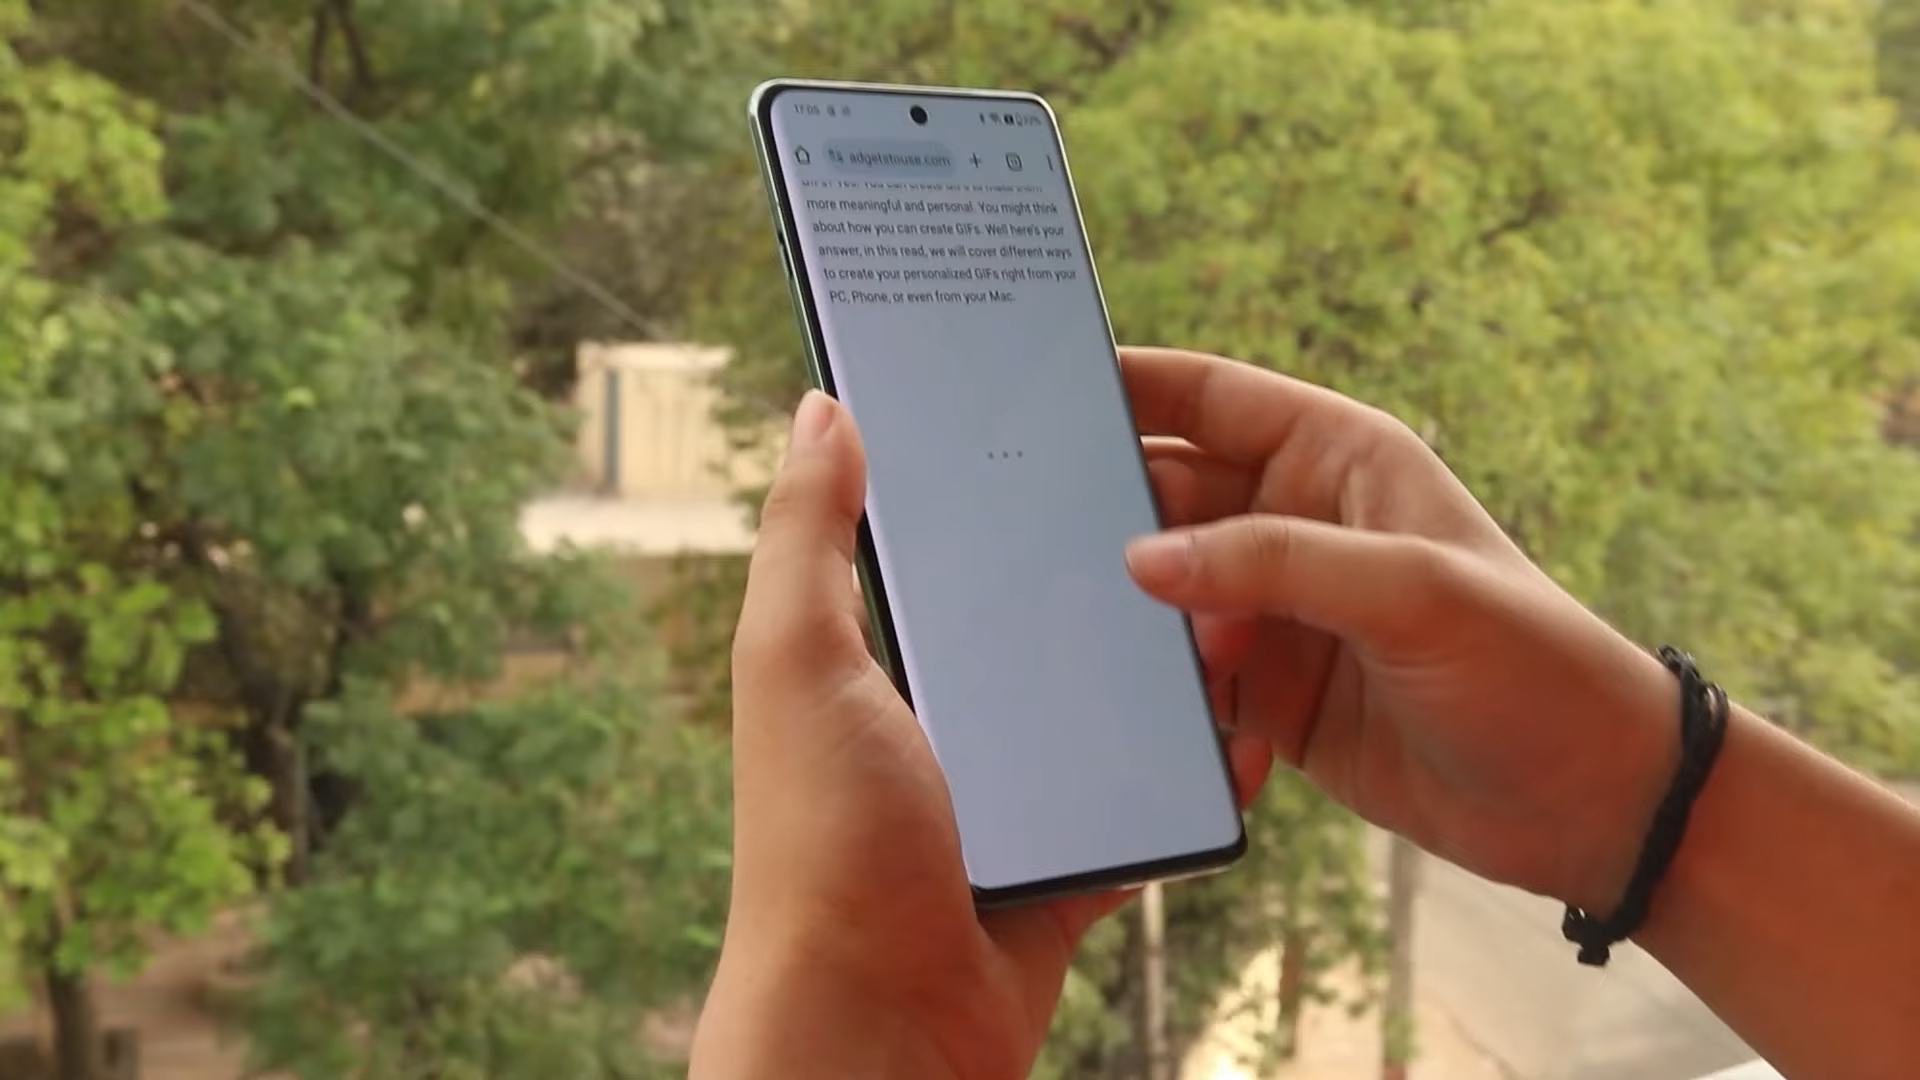 17:05
adgetstouse.com
more meaningful and personal. You might think
about how you can create GIFs. Well here's your
answer, in this read, we will cover different ways
to create your personalized GIFs right from your
PC, Phone, or even from your Mac.